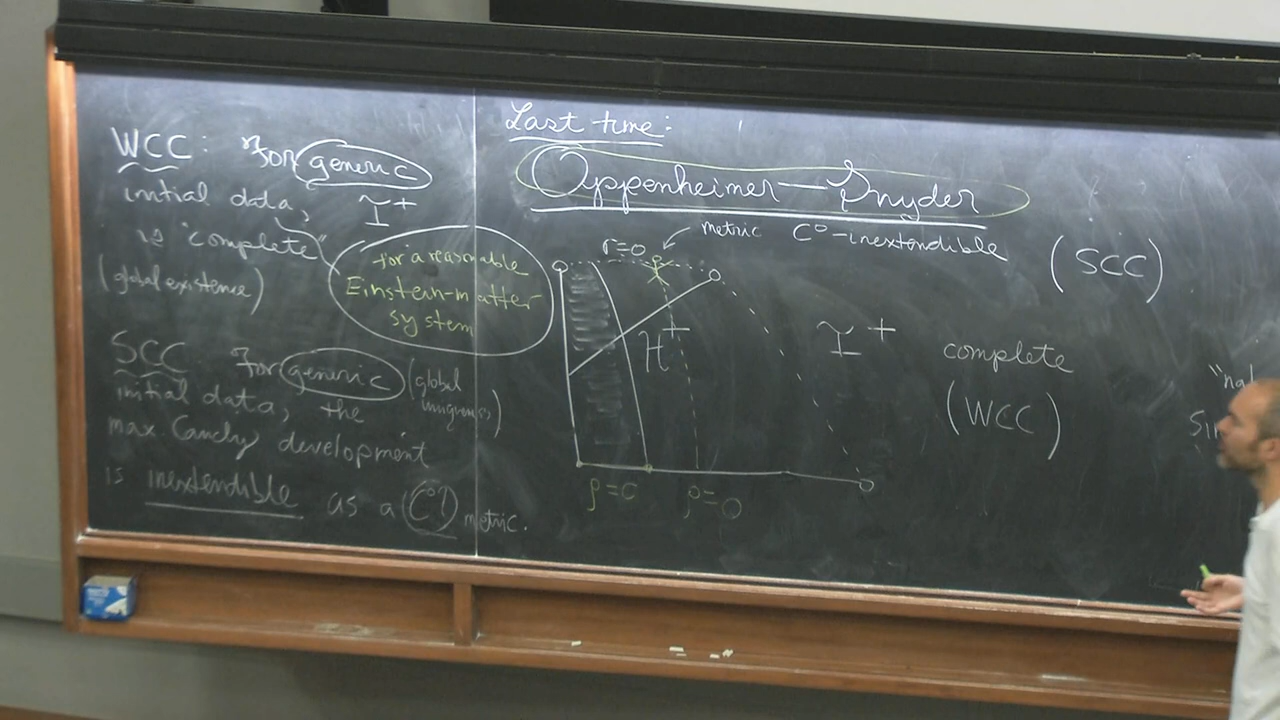 WCC: For generic
initial data, I+
is "complete"
(global existence)
for a reasonable
Einstein-matter
system
SCC For generic (global
uniqueness)
initial data, the
max. Cauchy development
is inextendible as a (C⁰?) metric.
Last time:
Oppenheimer—Snyder
r=0 metric C⁰-inextendible (SCC)
H+
I+
complete
(WCC)
ρ=c ρ=0